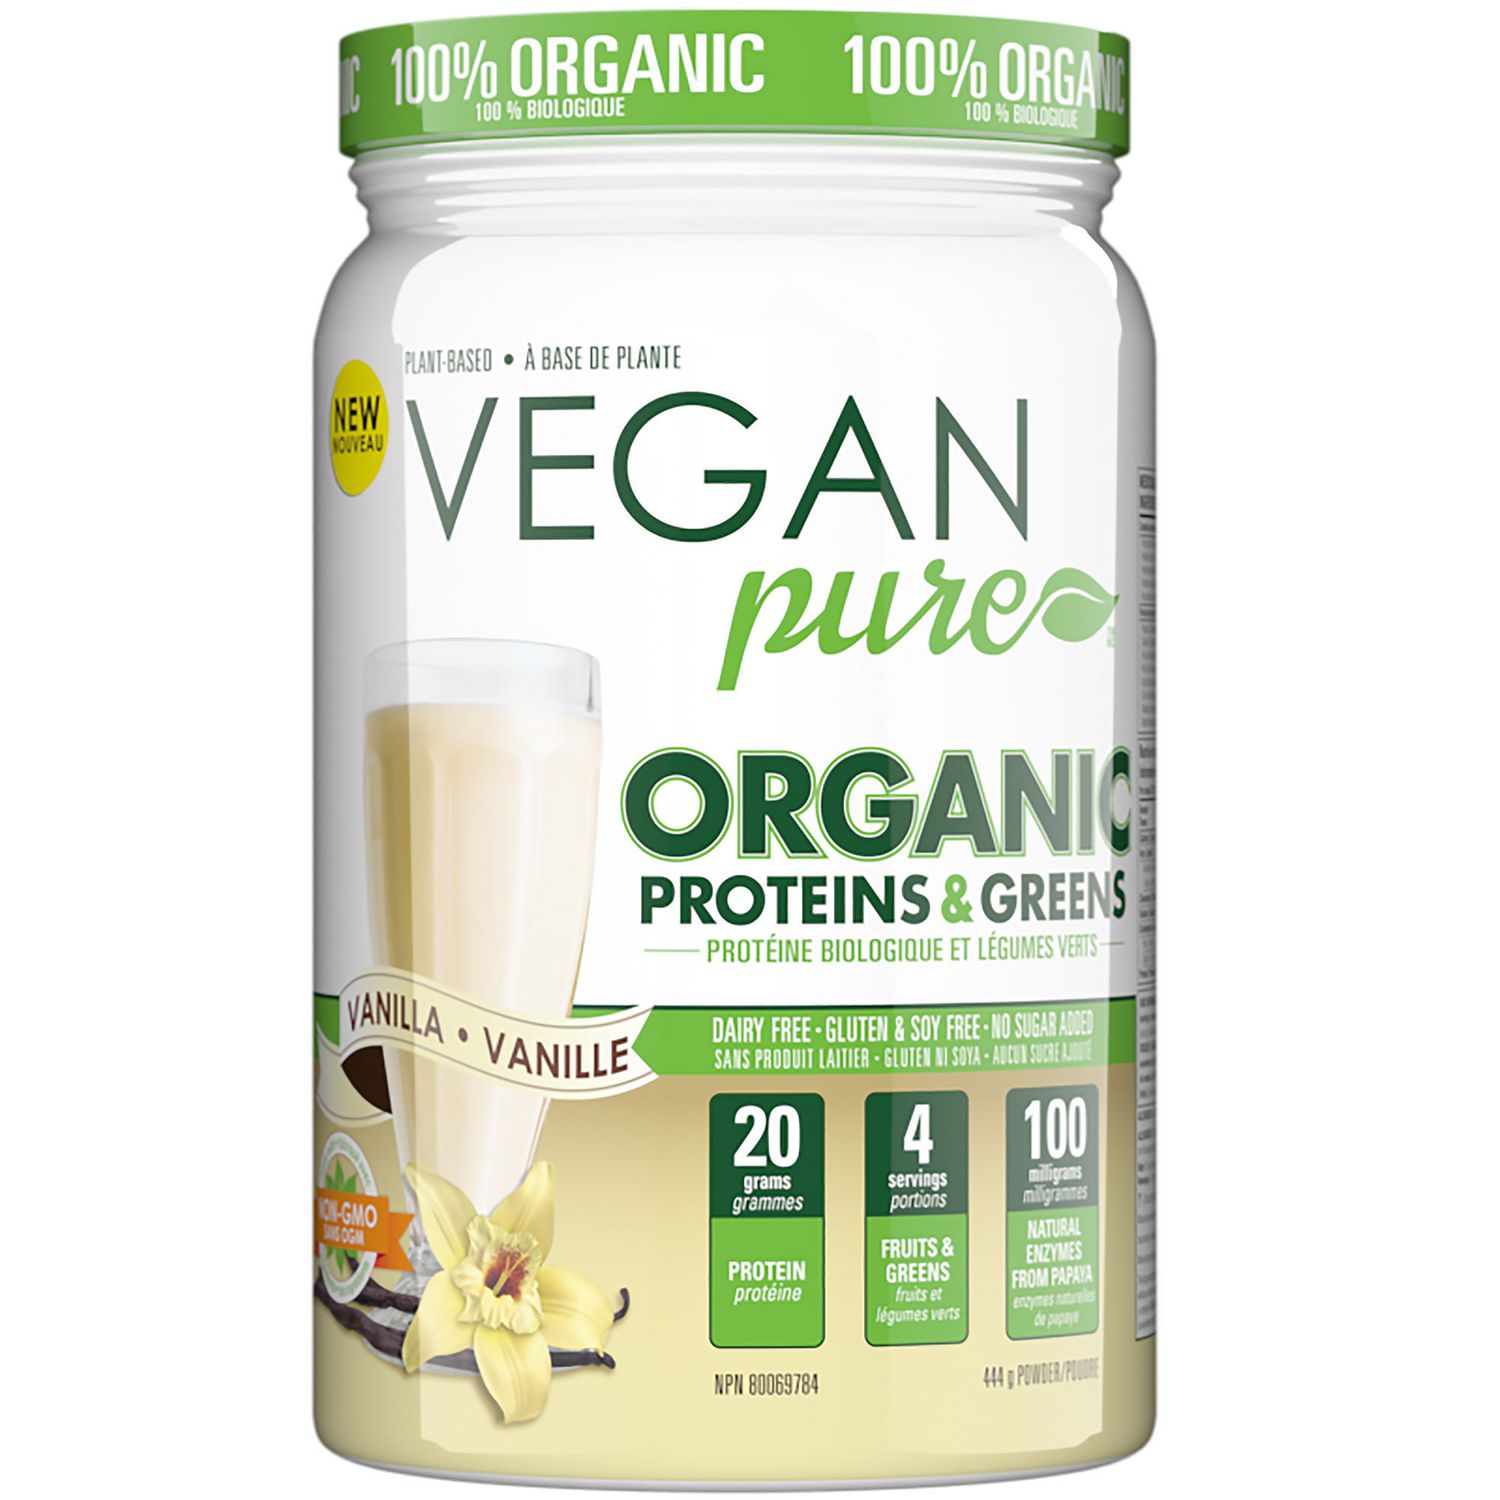 100% ORGANIC 100% ORGANIC
100 % BIOLOGIQUE 100 % BIOLOGIQUE
PLANT-BASED • À BASE DE PLANTE
NEW
NOUVEAU
VEGAN
pure
ORGANIC
PROTEINS & GREENS
PROTÉINE BIOLOGIQUE ET LÉGUMES VERTS
VANILLA • VANILLE
DAIRY FREE • GLUTEN & SOY FREE • NO SUGAR ADDED
SANS PRODUIT LAITIER • GLUTEN NI SOYA • AUCUN SUCRE AJOUTÉ
NON-GMO
SANS OGM
20
grams
grammes
PROTEIN
protéine
4
servings
portions
FRUITS &
GREENS
fruits et
légumes verts
100
milligrams
milligrammes
NATURAL
ENZYMES
FROM PAPAYA
enzymes naturelles
de papaye
NPN 80069784
444 g POWDER/POUDRE